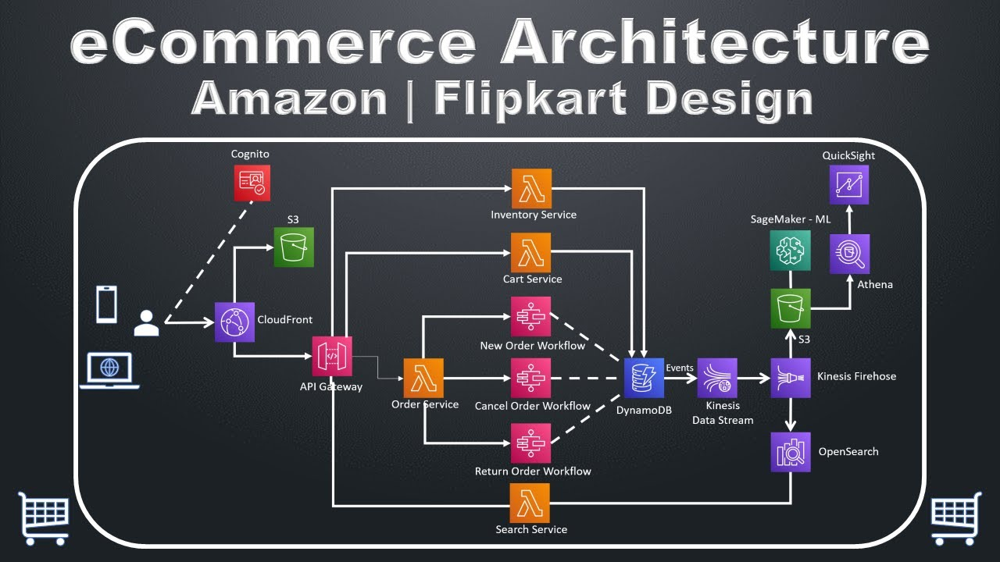 eCommerce Architecture
Amazon | Flipkart Design
Cognito
QuickSight
S3
Inventory Service
SageMaker - ML
Cart Service
Athena
CloudFront
New Order Workflow
S3
Events
API Gateway
Kinesis Firehose
Order Service
Cancel Order Workflow
DynamoDB
Kinesis
Data Stream
OpenSearch
Return Order Workflow
Search Service